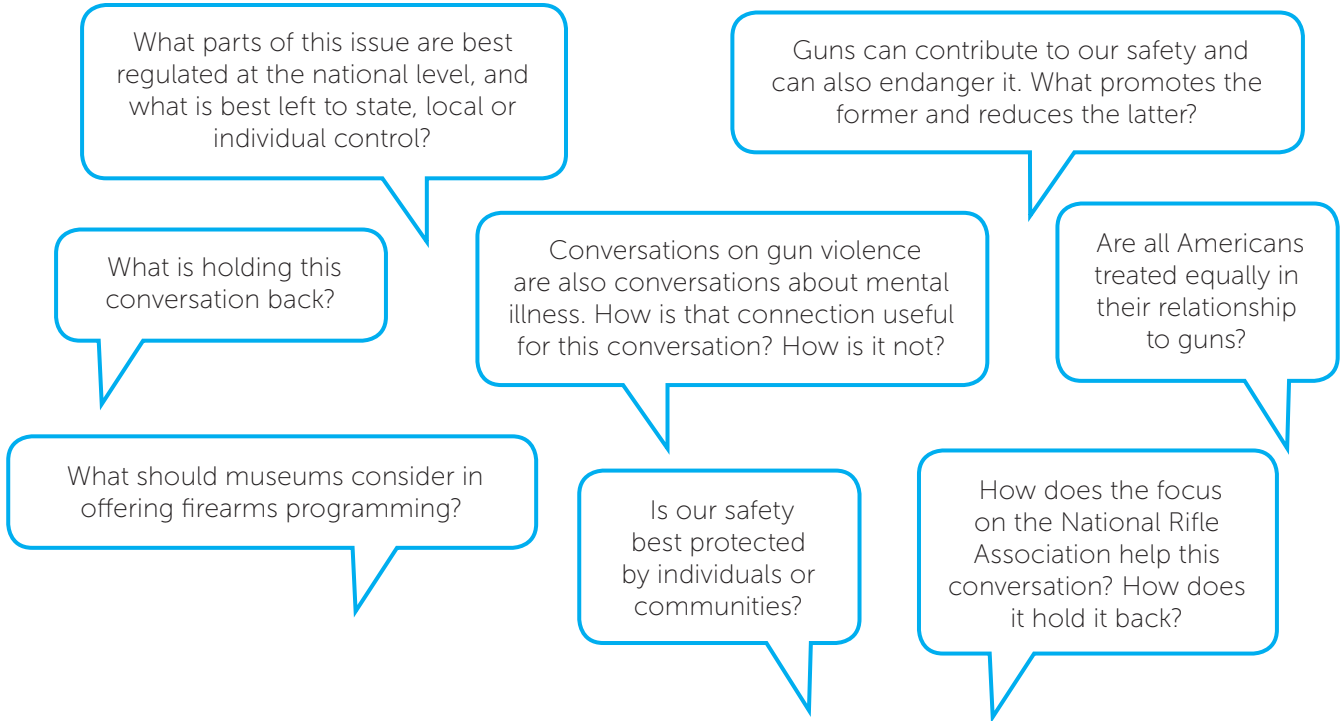 What parts of this issue are best
regulated at the national level, and
what is best left to state, local or
individual control?
Guns can contribute to our safety and
can also endanger it. What promotes the
former and reduces the latter?
What is holding this
conversation back?
Conversations on gun violence
are also conversations about mental
illness. How is that connection useful
for this conversation? How is it not?
Are all Americans
treated equally in
their relationship
to guns?
What should museums consider in
offering firearms programming?
Is our safety
best protected
by individuals or
communities?
How does the focus
on the National Rifle
Association help this
conversation? How does
it hold it back?